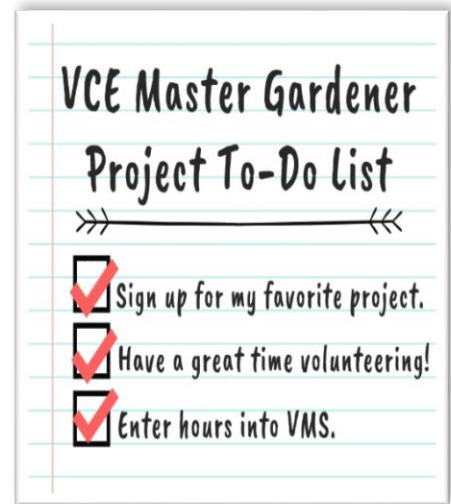 VCE Master Gardener
Project To-Do List
Sign up for my favorite project.
Have a great time volunteering!
Enter hours into VMS.